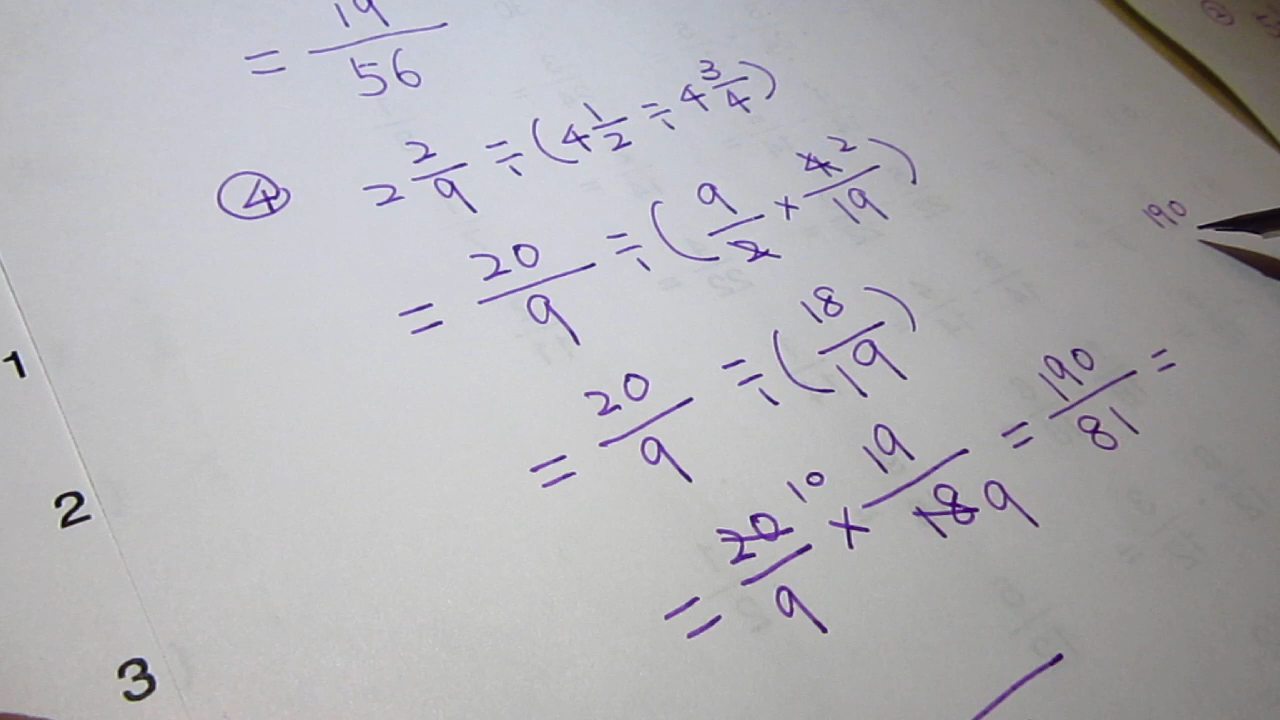 = 19/56
④ 2 2/9 ÷ (4 1/2 ÷ 4 3/4)
= 20/9 ÷ (9/2 × 4 2/19)
190
= 20/9 ÷ (18/19)
= 20 10/9 × 19/18 9 = 190/81 =
1
2
3